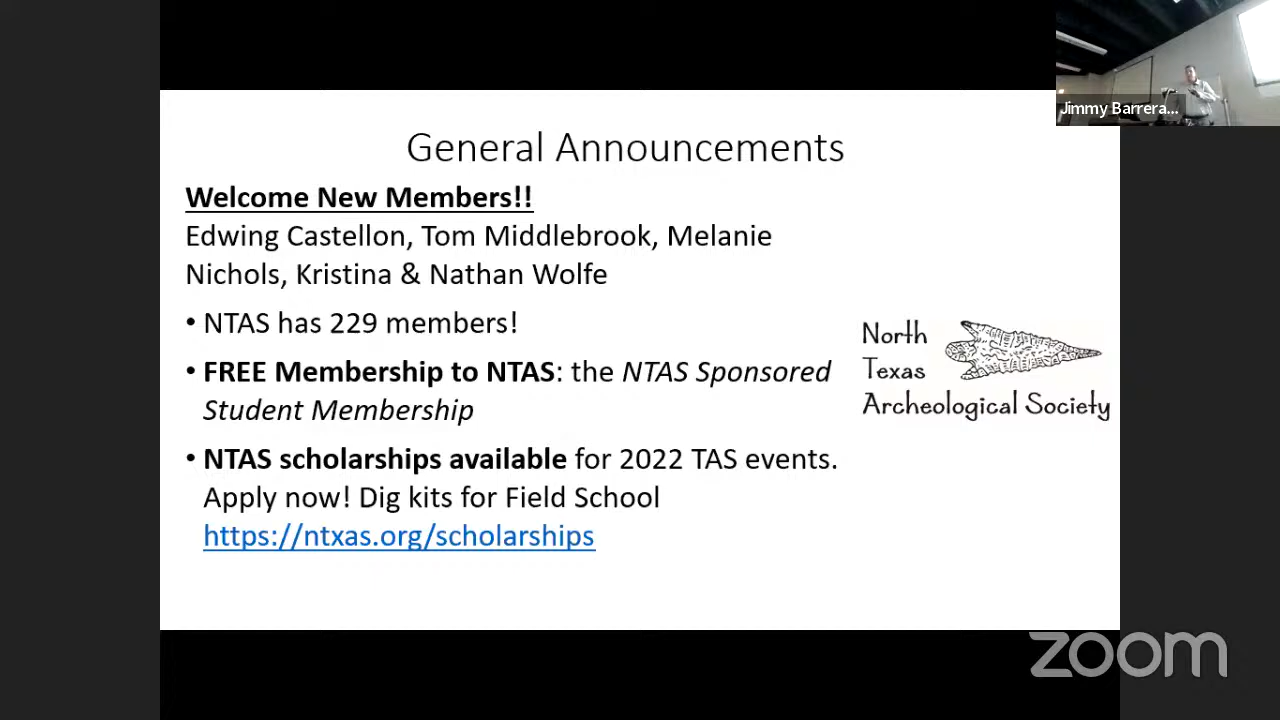 Jimmy Barrera...
General Announcements
Welcome New Members!!
Edwing Castellon, Tom Middlebrook, Melanie
Nichols, Kristina & Nathan Wolfe
• NTAS has 229 members!
• FREE Membership to NTAS: the NTAS Sponsored
Student Membership
• NTAS scholarships available for 2022 TAS events.
Apply now! Dig kits for Field School
https://ntxas.org/scholarships
North
Texas
Archeological Society
zoom